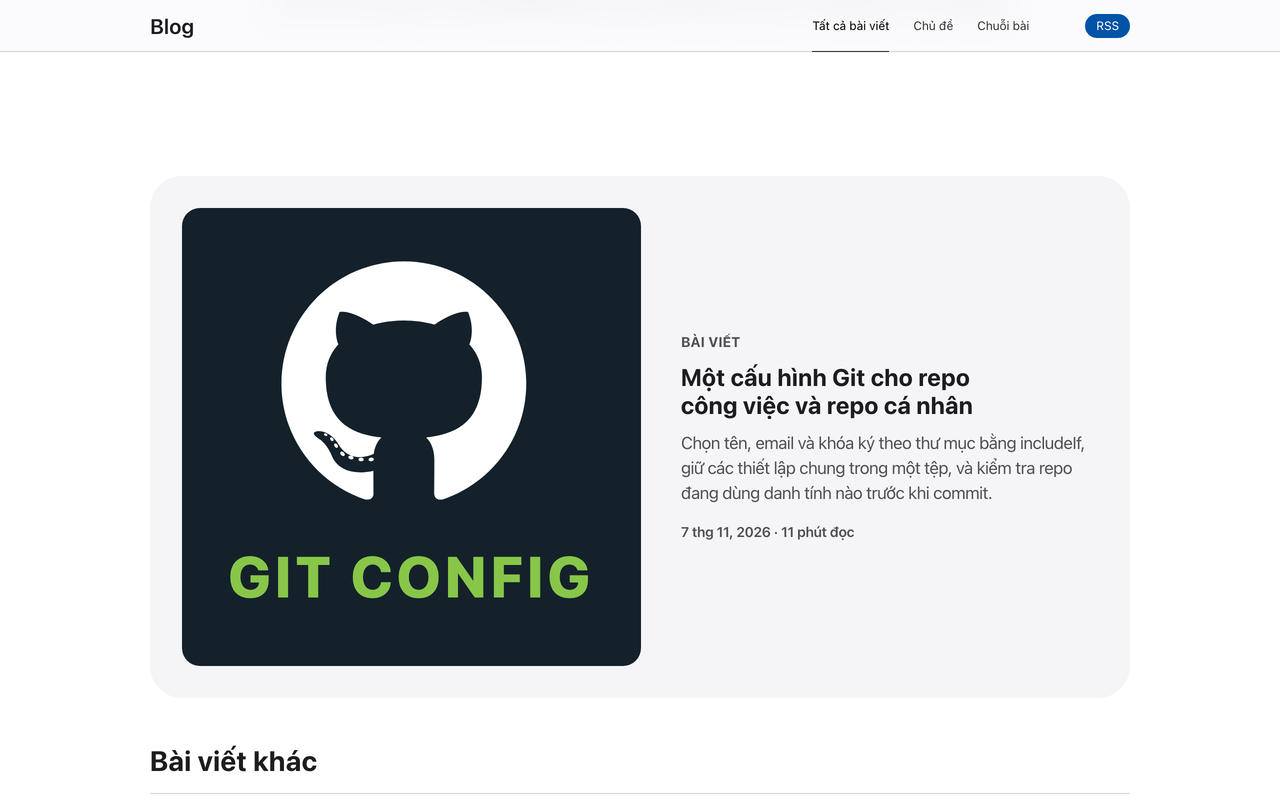 Blog
Tất cả bài viết
Chủ đề
Chuỗi bài
RSS
GIT CONFIG
BÀI VIẾT
Một cấu hình Git cho repo
công việc và repo cá nhân
Chọn tên, email và khóa ký theo thư mục bằng includeIf,
giữ các thiết lập chung trong một tệp, và kiểm tra repo
đang dùng danh tính nào trước khi commit.
7 thg 11, 2026 · 11 phút đọc
Bài viết khác